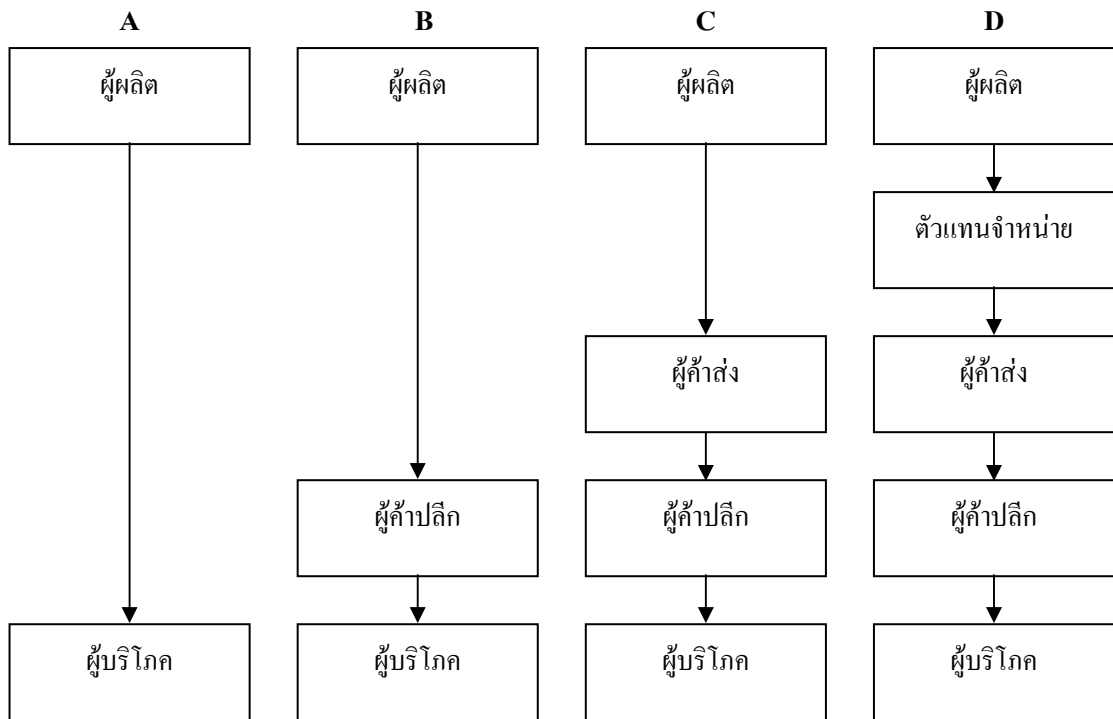 A B C D
ผู้ผลิต ผู้ผลิต ผู้ผลิต ผู้ผลิต
ตัวแทนจำหน่าย
ผู้ค้าส่ง ผู้ค้าส่ง
ผู้ค้าปลีก ผู้ค้าปลีก ผู้ค้าปลีก
ผู้บริโภค ผู้บริโภค ผู้บริโภค ผู้บริโภค